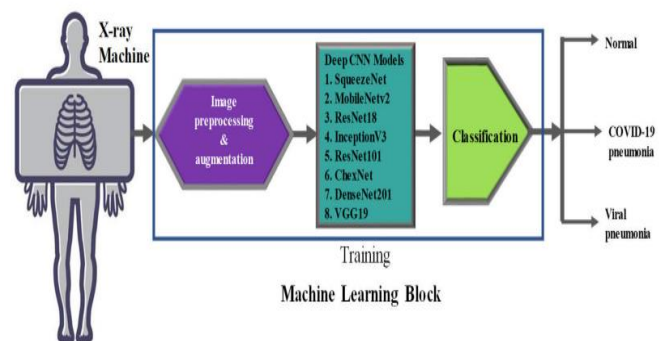 X-ray
Machine
Image
preprocessing
&
augmentation
Deep CNN Models
1. SqueezeNet
2. MobileNetv2
3. ResNet18
4. InceptionV3
5. ResNet101
6. ChexNet
7. DenseNet201
8. VGG19
Classification
Normal
COVID-19
pneumonia
Viral
pneumonia
Training
Machine Learning Block